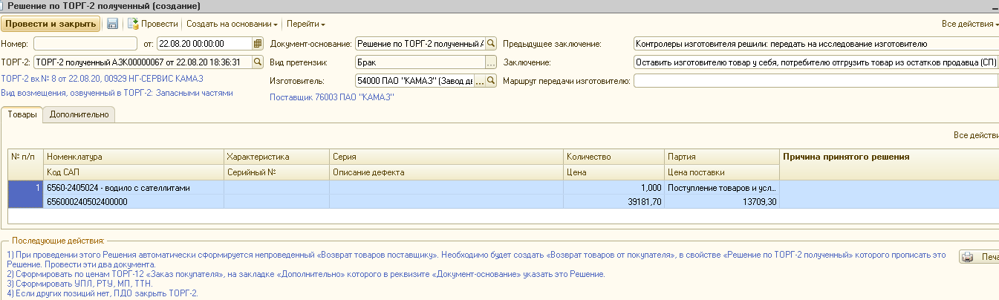 Решение по ТОРГ-2 полученный (создание)
Провести и закрыть Провести Создать на основании Перейти Все действия
Номер: от: 22.08.20 00:00:00 Документ-основание: Решение по ТОРГ-2 полученный Предыдущее заключение: Контролеры изготовителя решили: передать на исследование изготовителю
ТОРГ-2: ТОРГ-2 полученный АЗК00000067 от 22.08.20 18:36:31 Вид претензии: Брак ... Заключение: Оставить изготовителю товар у себя, потребителю отгрузить товар из остатков продавца (СП)
ТОРГ-2 вх.№ 8 от 22.08.20, 00929 НГ-СЕРВИС КАМАЗ Изготовитель: 54000 ПАО "КАМАЗ" (Завод дв ... Маршрут передачи изготовителю:
Вид возмещения, озвученный в ТОРГ-2: Запасными частями Поставщик 76003 ПАО "КАМАЗ"
Товары Дополнительно
Все действи
№ п/п Номенклатура Характеристика Серия Количество Партия Причина принятого решения
Код САП Серийный № Описание дефекта Цена Цена поставки
1 6560-2405024 - водило с сателлитами 1,000 Поступление товаров и усл...
656000240502400000 39181,70 13709,30
Последующие действия:
1) При проведении этого Решения автоматически сформируется непроведенный «Возврат товаров поставщику». Необходимо будет создать «Возврат товаров от покупателя», в свойстве «Решение по ТОРГ-2 полученный» которого прописать это
Решение. Провести эти два документа.
2) Сформировать по ценам ТОРГ-12 «Заказ покупателя», на закладке «Дополнительно» которого в реквизите «Документ-основание» указать это Решение.
3) Сформировать УПЛ, РТУ, МП, ТТН.
4) Если других позиций нет, ПДО закрыть ТОРГ-2.
Печа